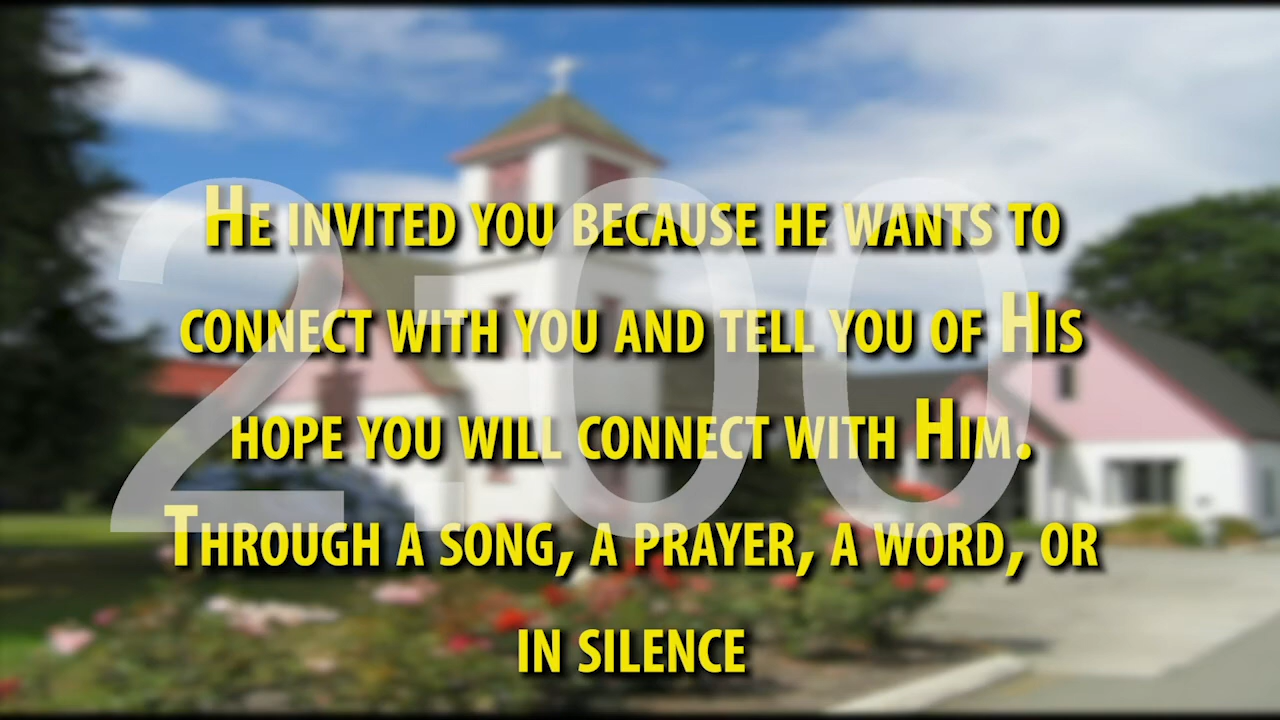 2:00
He invited you because he wants to
connect with you and tell you of His
hope you will connect with Him.
Through a song, a prayer, a word, or
in silence